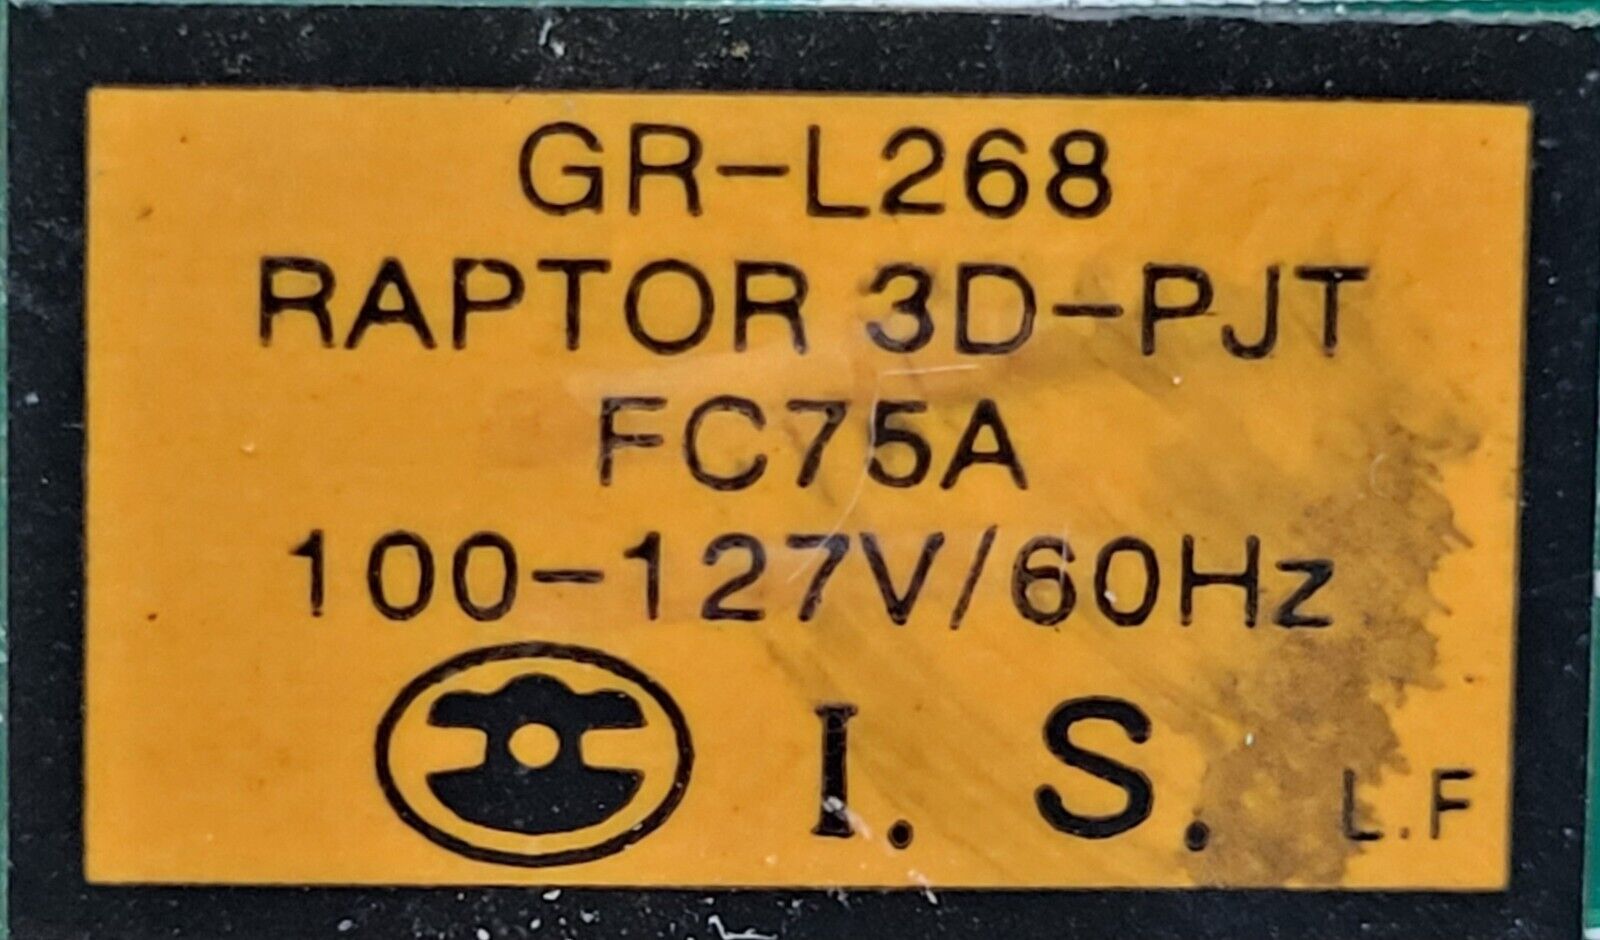 GR-L268
RAPTOR 3D-PJT
FC75A
100-127V/60Hz
I. S. L.F